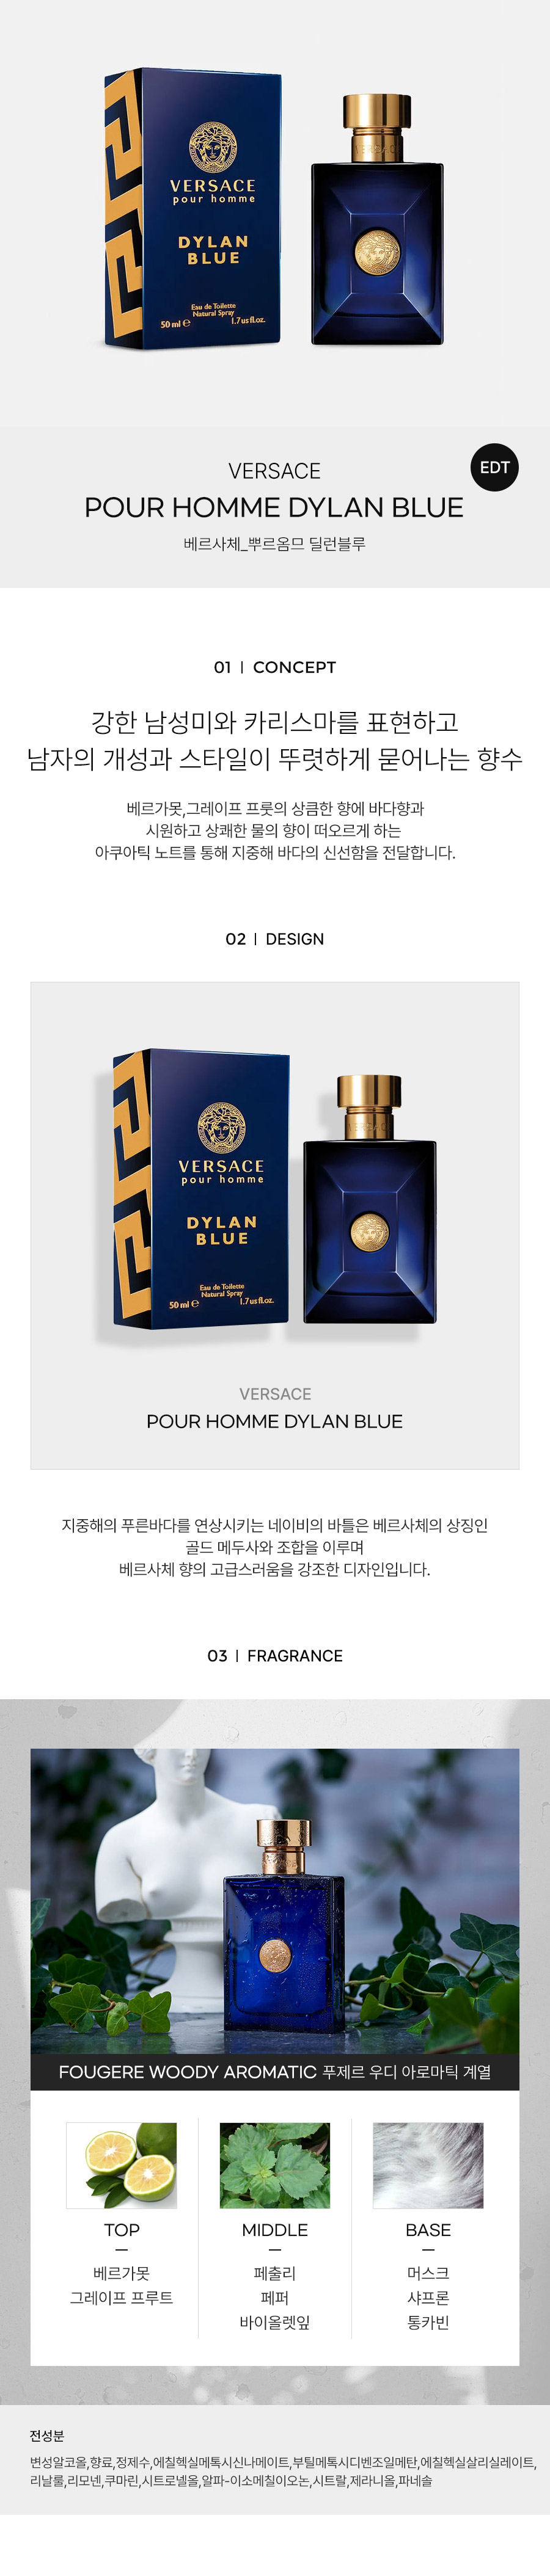 VERSACE
pour homme
DYLAN
BLUE
Eau de Toilette
Natural Spray
50 ml e 1.7 us fl.oz.
VERSACE
EDT
POUR HOMME DYLAN BLUE
베르사체_뿌르옴므 딜런블루
01 | CONCEPT
강한 남성미와 카리스마를 표현하고
남자의 개성과 스타일이 뚜렷하게 묻어나는 향수
베르가못,그레이프 프룻의 상큼한 향에 바다향과
시원하고 상쾌한 물의 향이 떠오르게 하는
아쿠아틱 노트를 통해 지중해 바다의 신선함을 전달합니다.
02 | DESIGN
VERSACE
pour homme
DYLAN
BLUE
Eau de Toilette
Natural Spray
50 ml e 1.7 us fl.oz.
VERSACE
POUR HOMME DYLAN BLUE
지중해의 푸른바다를 연상시키는 네이비의 바틀은 베르사체의 상징인
골드 메두사와 조합을 이루며
베르사체 향의 고급스러움을 강조한 디자인입니다.
03 | FRAGRANCE
FOUGERE WOODY AROMATIC 푸제르 우디 아로마틱 계열
TOP
베르가못
그레이프 프루트
MIDDLE
페출리
페퍼
바이올렛잎
BASE
머스크
샤프론
통카빈
전성분
변성알코올,향료,정제수,에칠헥실메톡시신나메이트,부틸메톡시디벤조일메탄,에칠헥실살리실레이트,
리날룰,리모넨,쿠마린,시트로넬올,알파-이소메칠이오논,시트랄,제라니올,파네솔